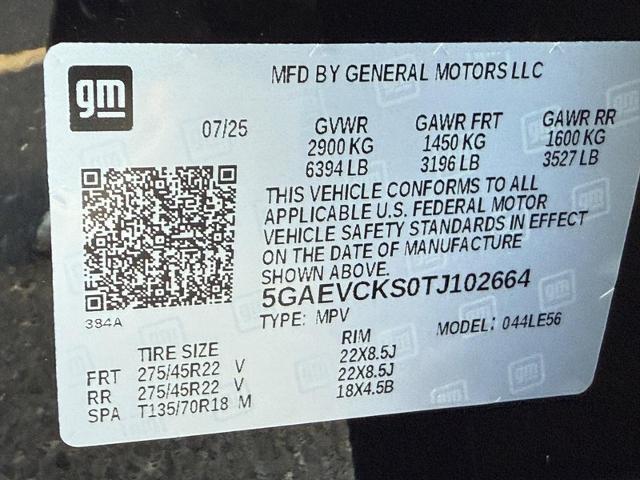 gm
MFD BY GENERAL MOTORS LLC
07/25
GVWR GAWR FRT GAWR RR
2900 KG 1450 KG 1600 KG
6394 LB 3196 LB 3527 LB
THIS VEHICLE CONFORMS TO ALL
APPLICABLE U.S. FEDERAL MOTOR
VEHICLE SAFETY STANDARDS IN EFFECT
ON THE DATE OF MANUFACTURE
SHOWN ABOVE.
5GAEVCKS0TJ102664
384A
TYPE: MPV MODEL: 044LE56
TIRE SIZE RIM
FRT 275/45R22 V 22X8.5J
RR 275/45R22 V 22X8.5J
SPA T135/70R18 M 18X4.5B